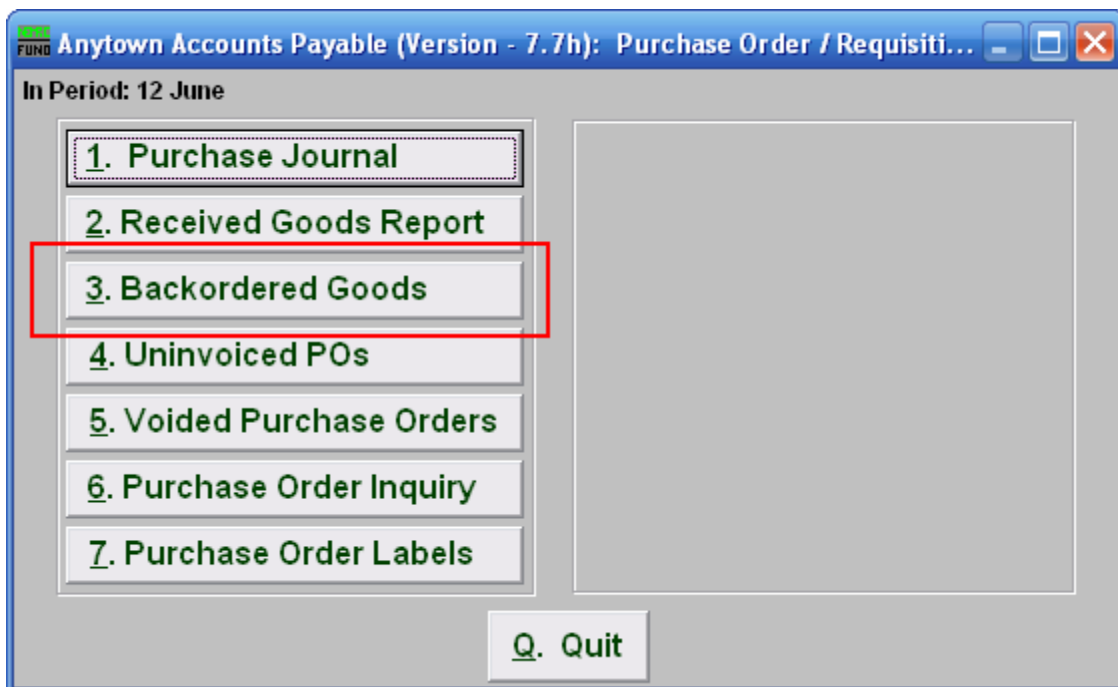 FUND Anytown Accounts Payable (Version - 7.7h): Purchase Order / Requisiti...
In Period: 12 June
1. Purchase Journal
2. Received Goods Report
3. Backordered Goods
4. Uninvoiced POs
5. Voided Purchase Orders
6. Purchase Order Inquiry
7. Purchase Order Labels
Q. Quit